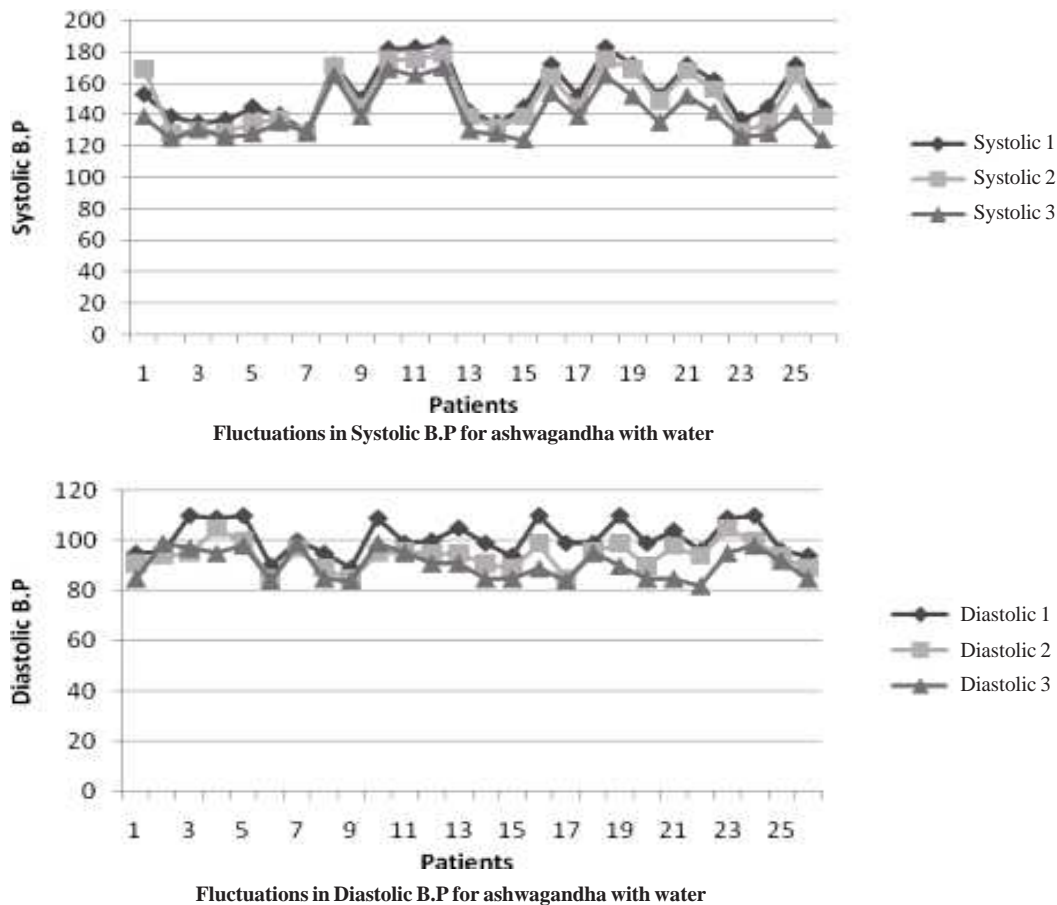 200
180
160
140
120
100
80
60
40
20
0
Systolic B.P
1 3 5 7 9 11 13 15 17 19 21 23 25
Patients
Systolic 1
Systolic 2
Systolic 3
Fluctuations in Systolic B.P for ashwagandha with water
120
100
80
60
40
20
0
Diastolic B.P
1 3 5 7 9 11 13 15 17 19 21 23 25
Patients
Diastolic 1
Diastolic 2
Diastolic 3
Fluctuations in Diastolic B.P for ashwagandha with water